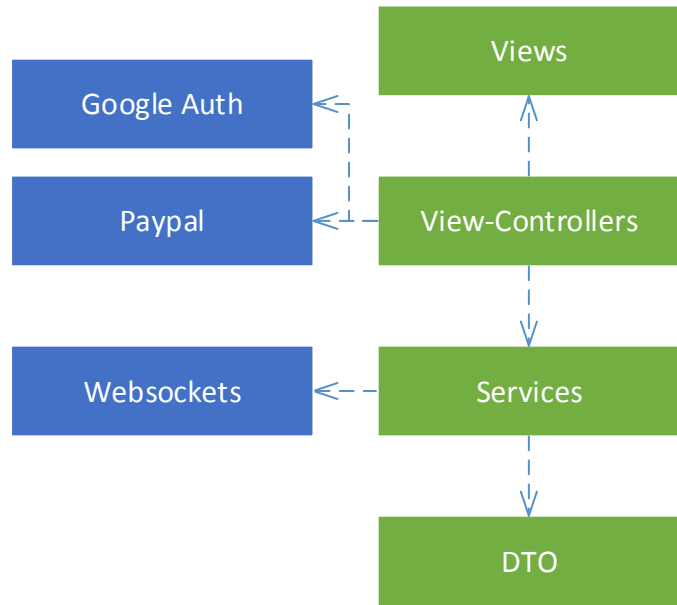 Views
Google Auth
Paypal
View-Controllers
Websockets
Services
DTO